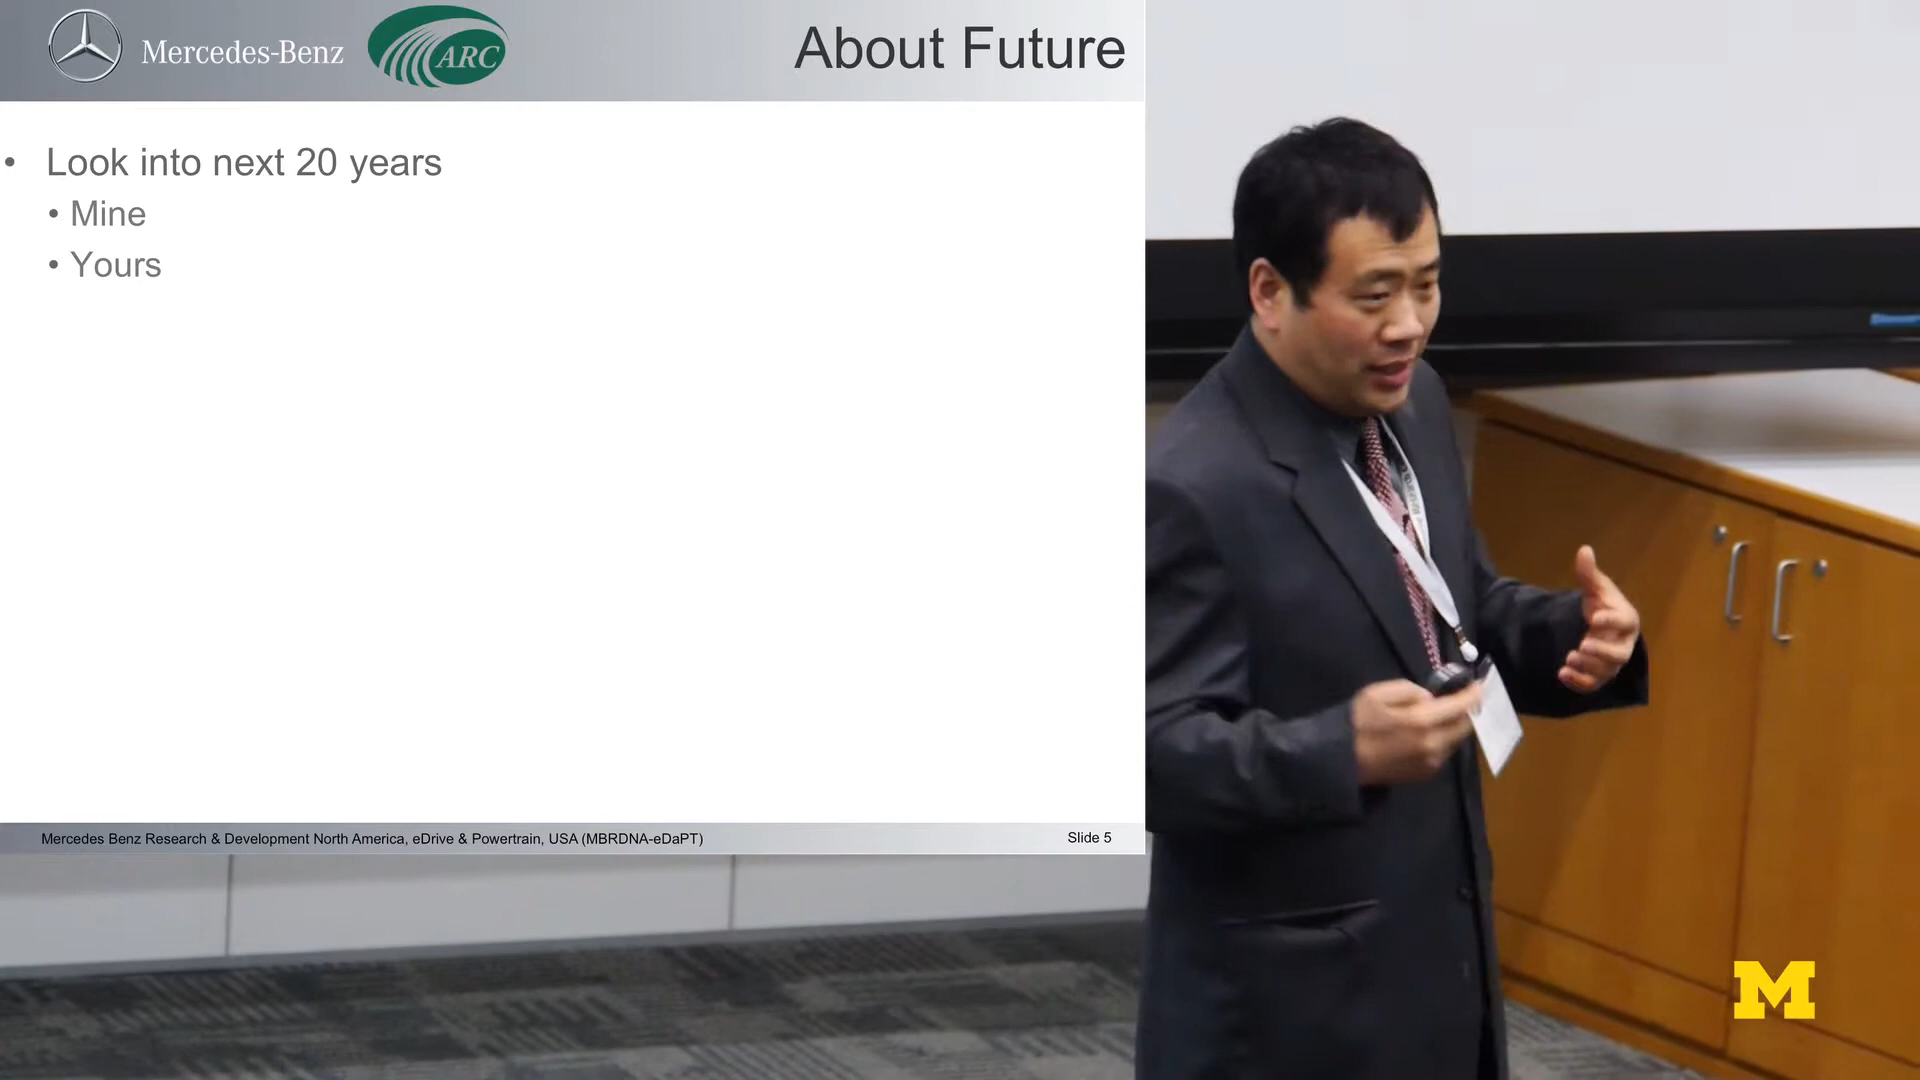 Mercedes-Benz
ARC
About Future
• Look into next 20 years
• Mine
• Yours
Mercedes Benz Research & Development North America, eDrive & Powertrain, USA (MBRDNA-eDaPT)
Slide 5
M